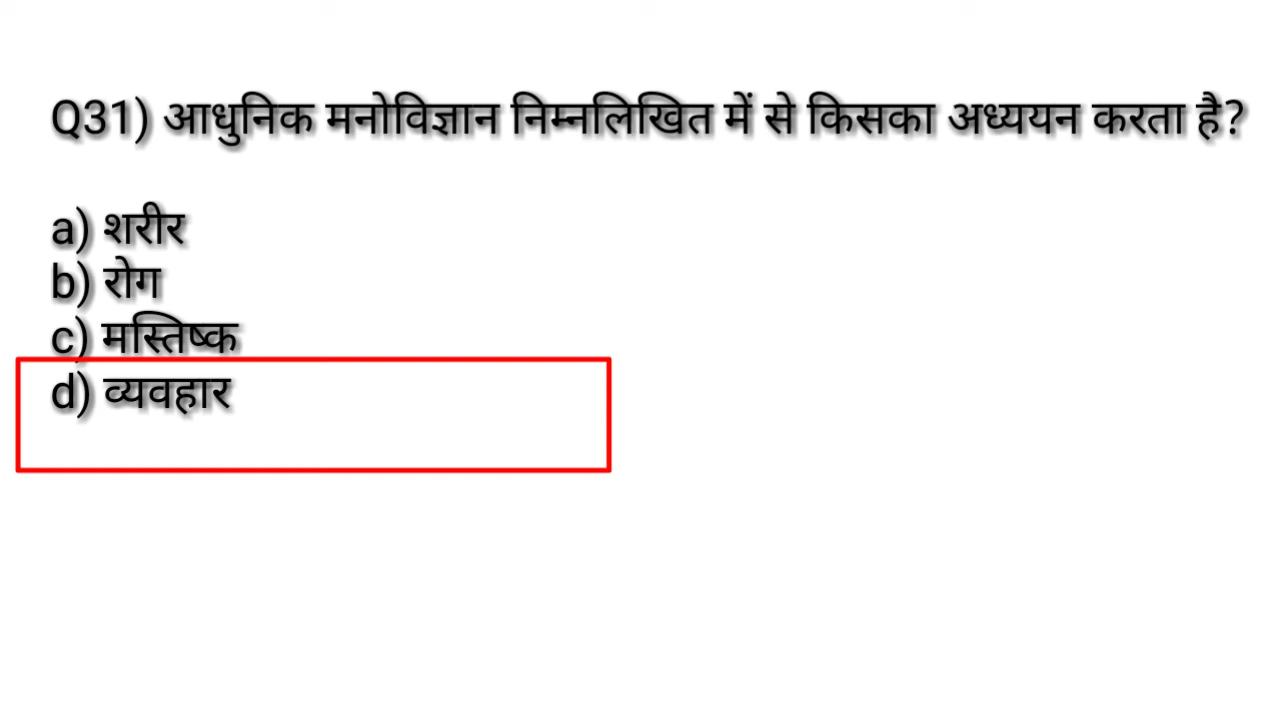 Q31) आधुनिक मनोविज्ञान निम्नलिखित में से किसका अध्ययन करता है?
a) शरीर
b) रोग
c) मस्तिष्क
d) व्यवहार